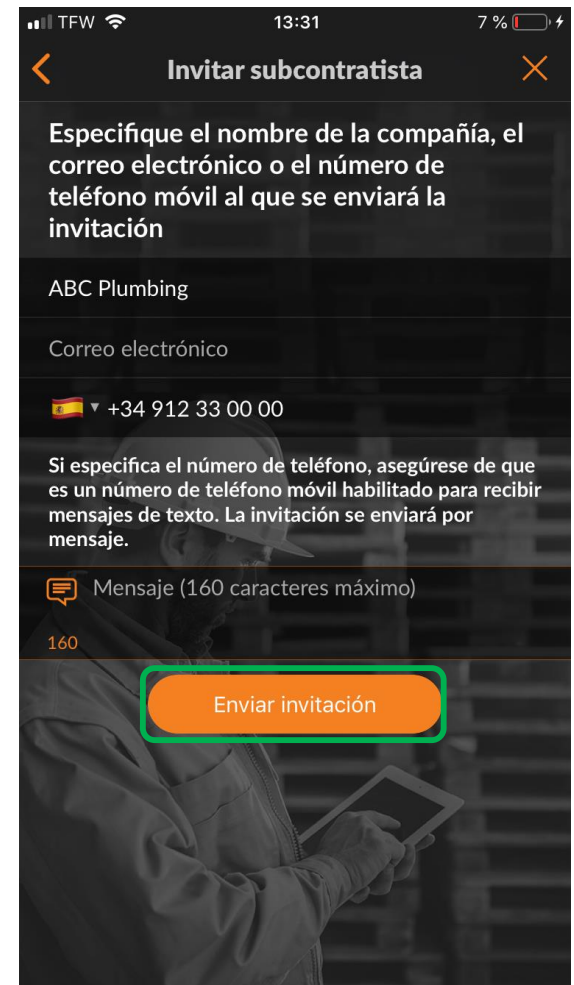 TFW 13:31 7 %
Invitar subcontratista
Especifique el nombre de la compañía, el
correo electrónico o el número de
teléfono móvil al que se enviará la
invitación
ABC Plumbing
Correo electrónico
+34 912 33 00 00
Si especifica el número de teléfono, asegúrese de que
es un número de teléfono móvil habilitado para recibir
mensajes de texto. La invitación se enviará por
mensaje.
Mensaje (160 caracteres máximo)
160
Enviar invitación